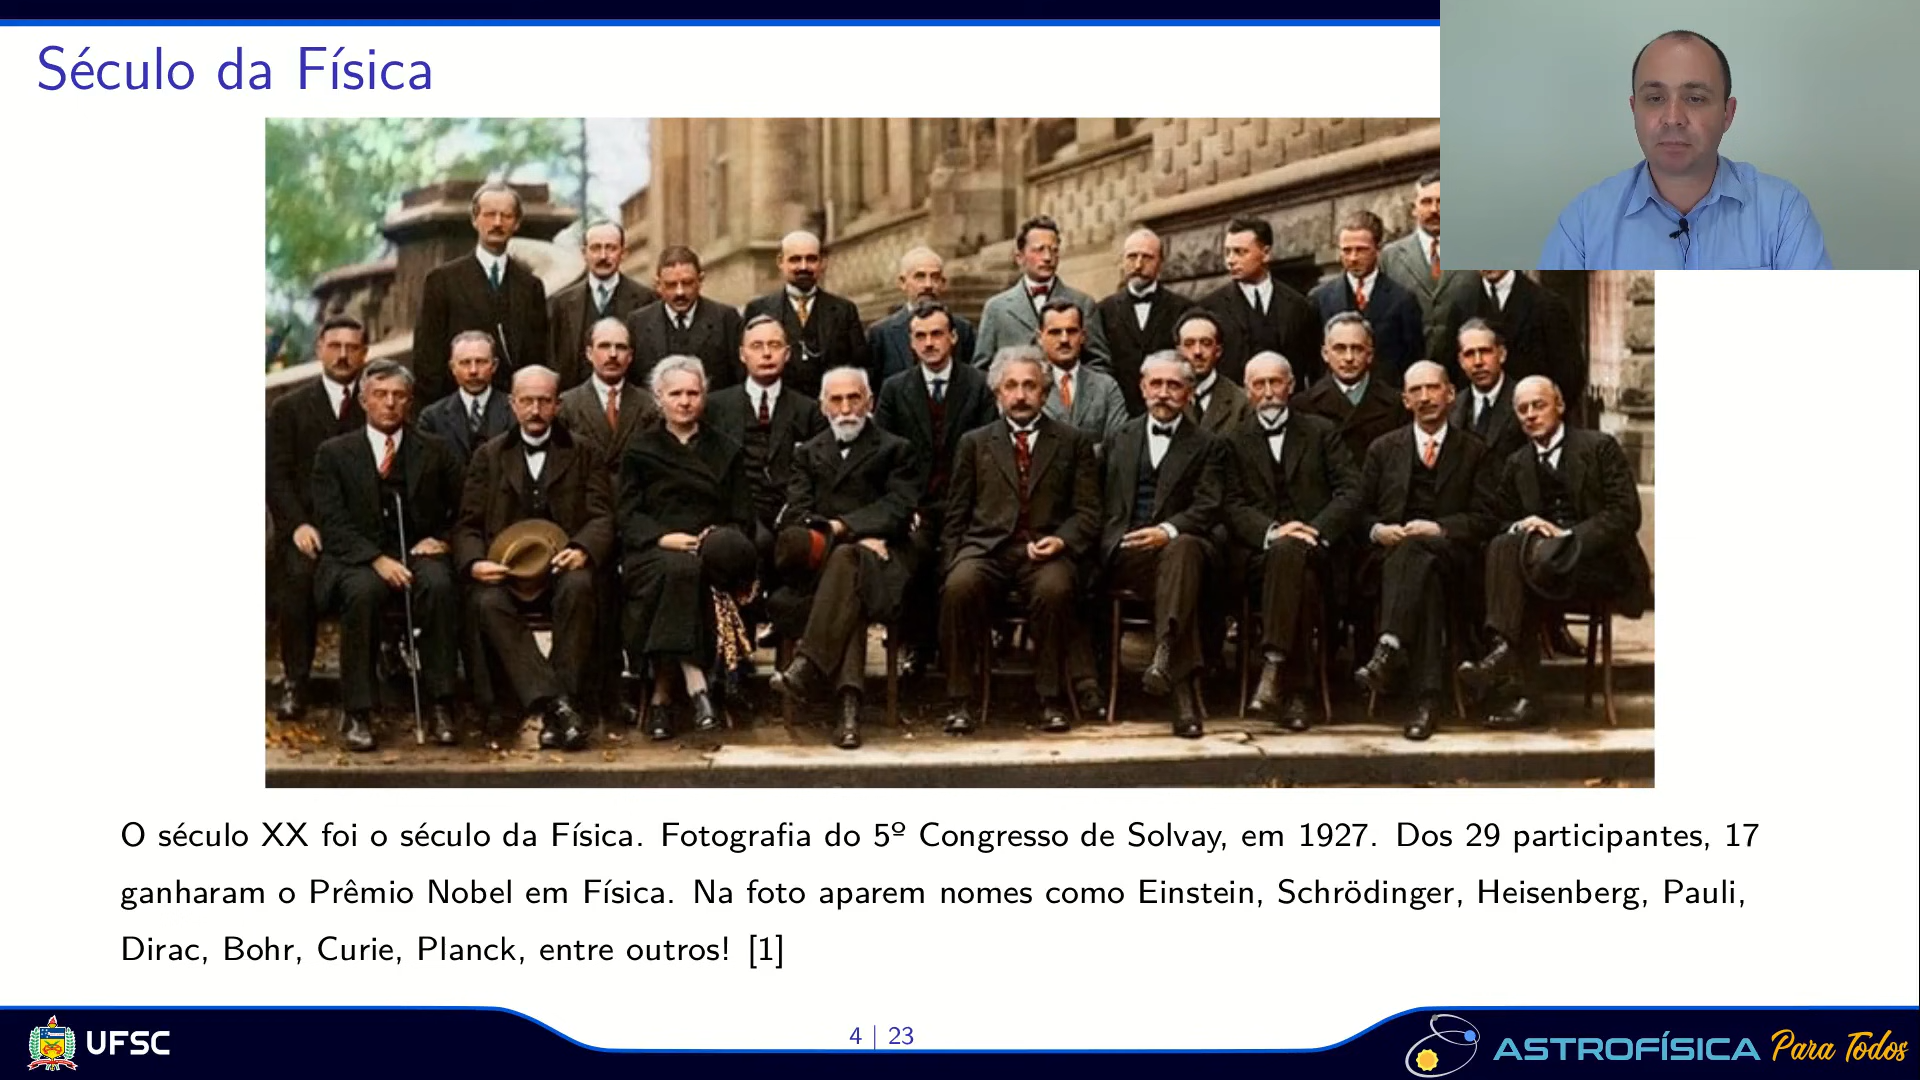 Século da Física
O século XX foi o século da Física. Fotografia do 5º Congresso de Solvay, em 1927. Dos 29 participantes, 17
ganharam o Prêmio Nobel em Física. Na foto aparem nomes como Einstein, Schrödinger, Heisenberg, Pauli,
Dirac, Bohr, Curie, Planck, entre outros! [1]
UFSC
4 | 23
ASTROFÍSICA Para Todos